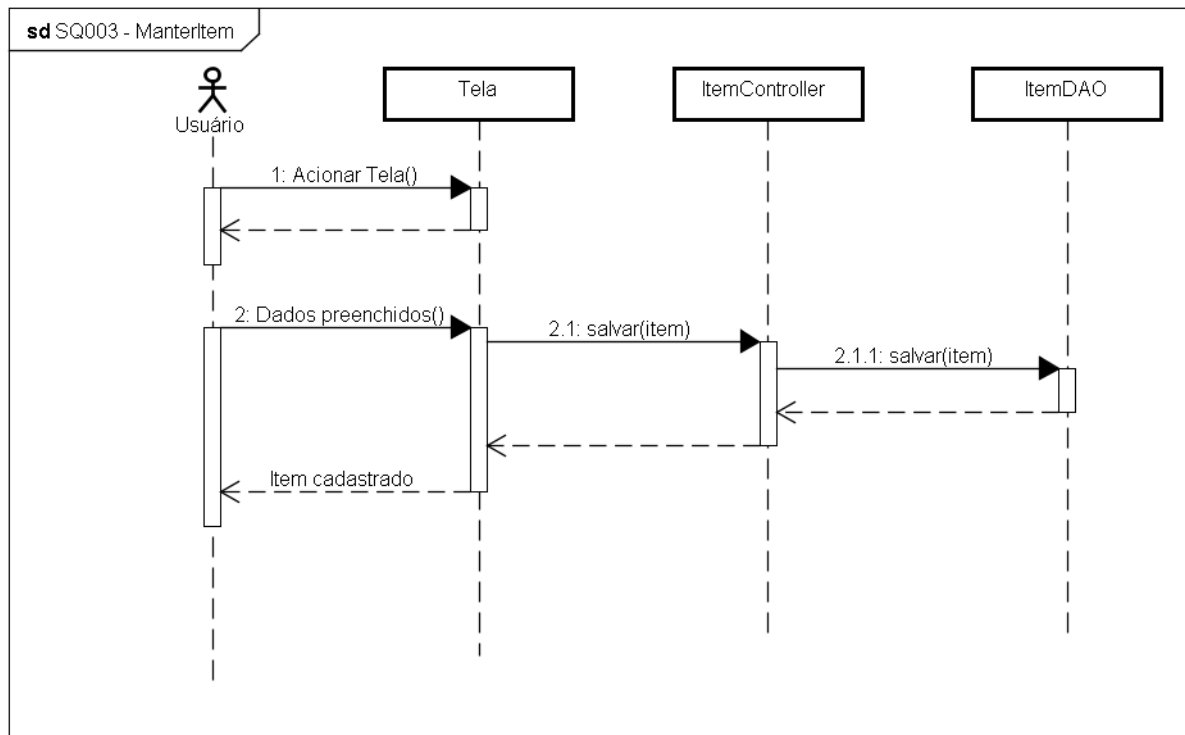 sd SQ003 - ManterItem
Usuário
Tela
ItemController
ItemDAO
1: Acionar Tela()
2: Dados preenchidos()
2.1: salvar(item)
2.1.1: salvar(item)
Item cadastrado